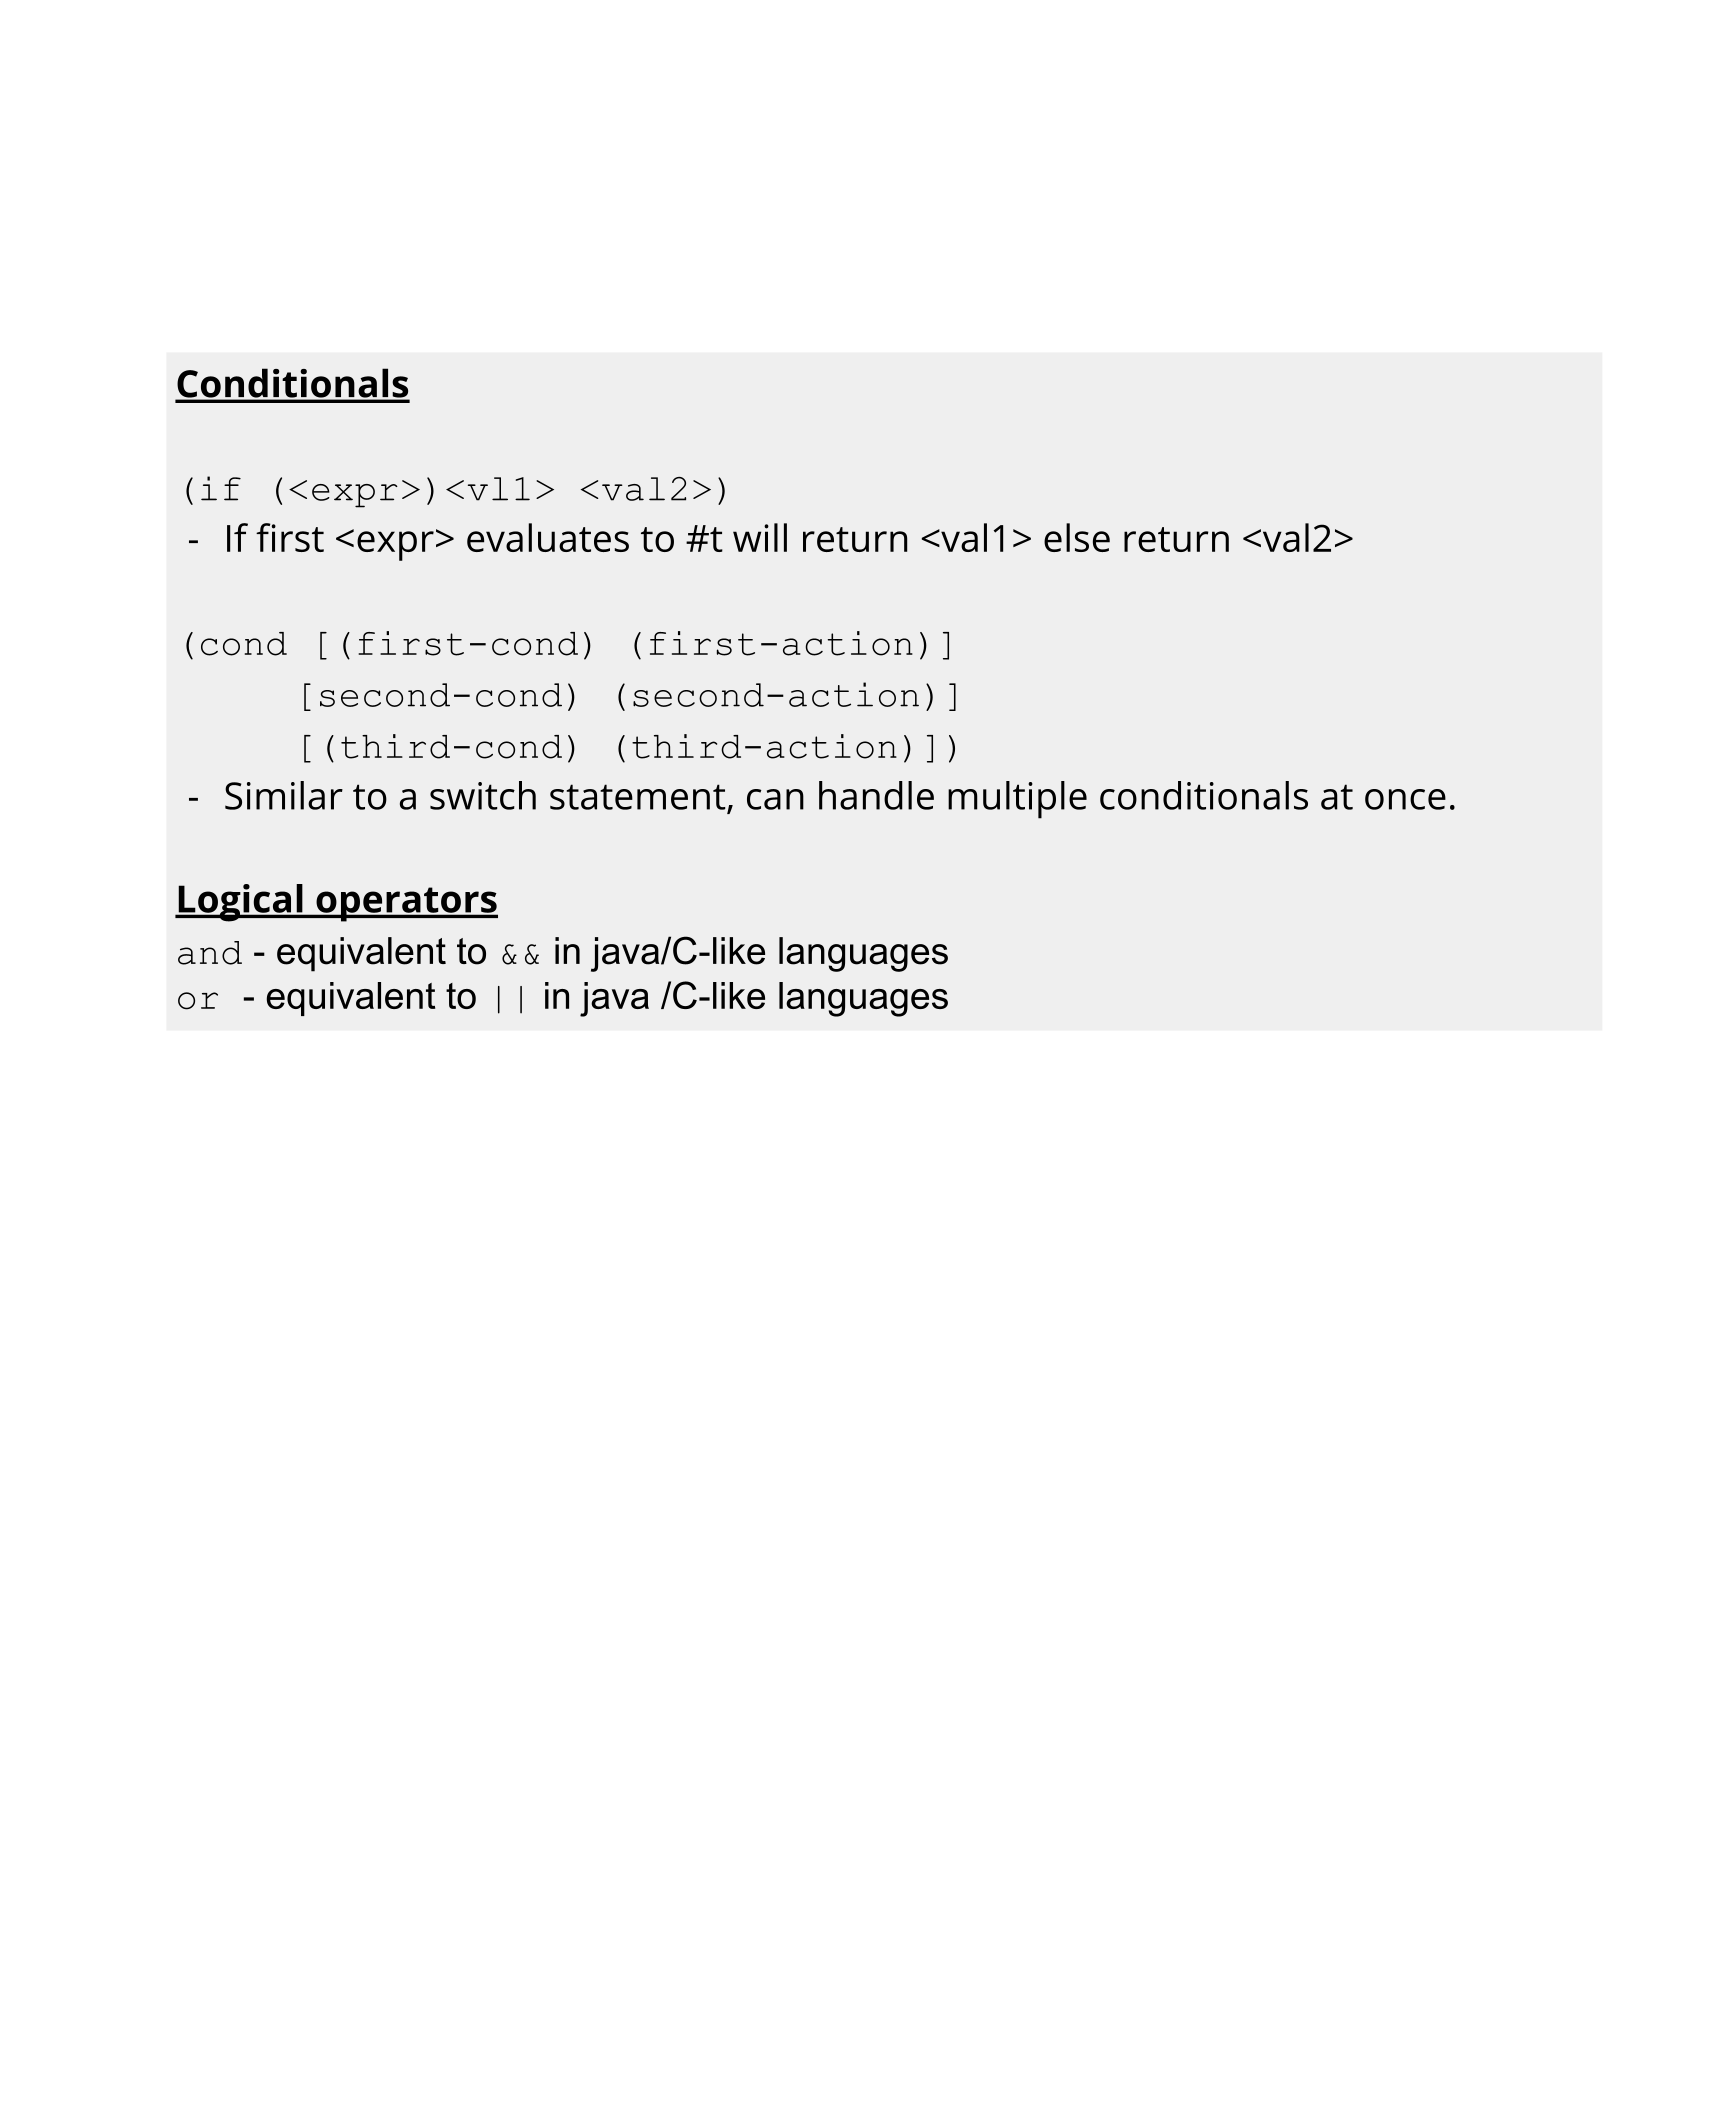 Conditionals
(if (<expr>)<vl1> <val2>)
- If first <expr> evaluates to #t will return <val1> else return <val2>
(cond [(first-cond) (first-action)]
[second-cond) (second-action)]
[(third-cond) (third-action)])
- Similar to a switch statement, can handle multiple conditionals at once.
Logical operators
and - equivalent to && in java/C-like languages
or - equivalent to || in java /C-like languages